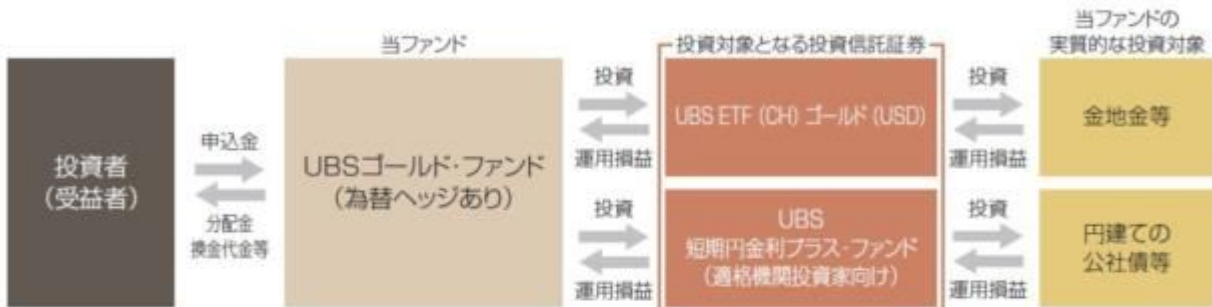 投資者
(受益者)
申込金
分配金
換金代金等
当ファンド
UBSゴールド・ファンド
(為替ヘッジあり)
投資
運用損益
投資
運用損益
投資対象となる投資信託証券
UBS ETF (CH) ゴールド (USD)
UBS
短期円金利プラス・ファンド
(適格機関投資家向け)
投資
運用損益
投資
運用損益
当ファンドの
実質的な投資対象
金地金等
円建ての
公社債等